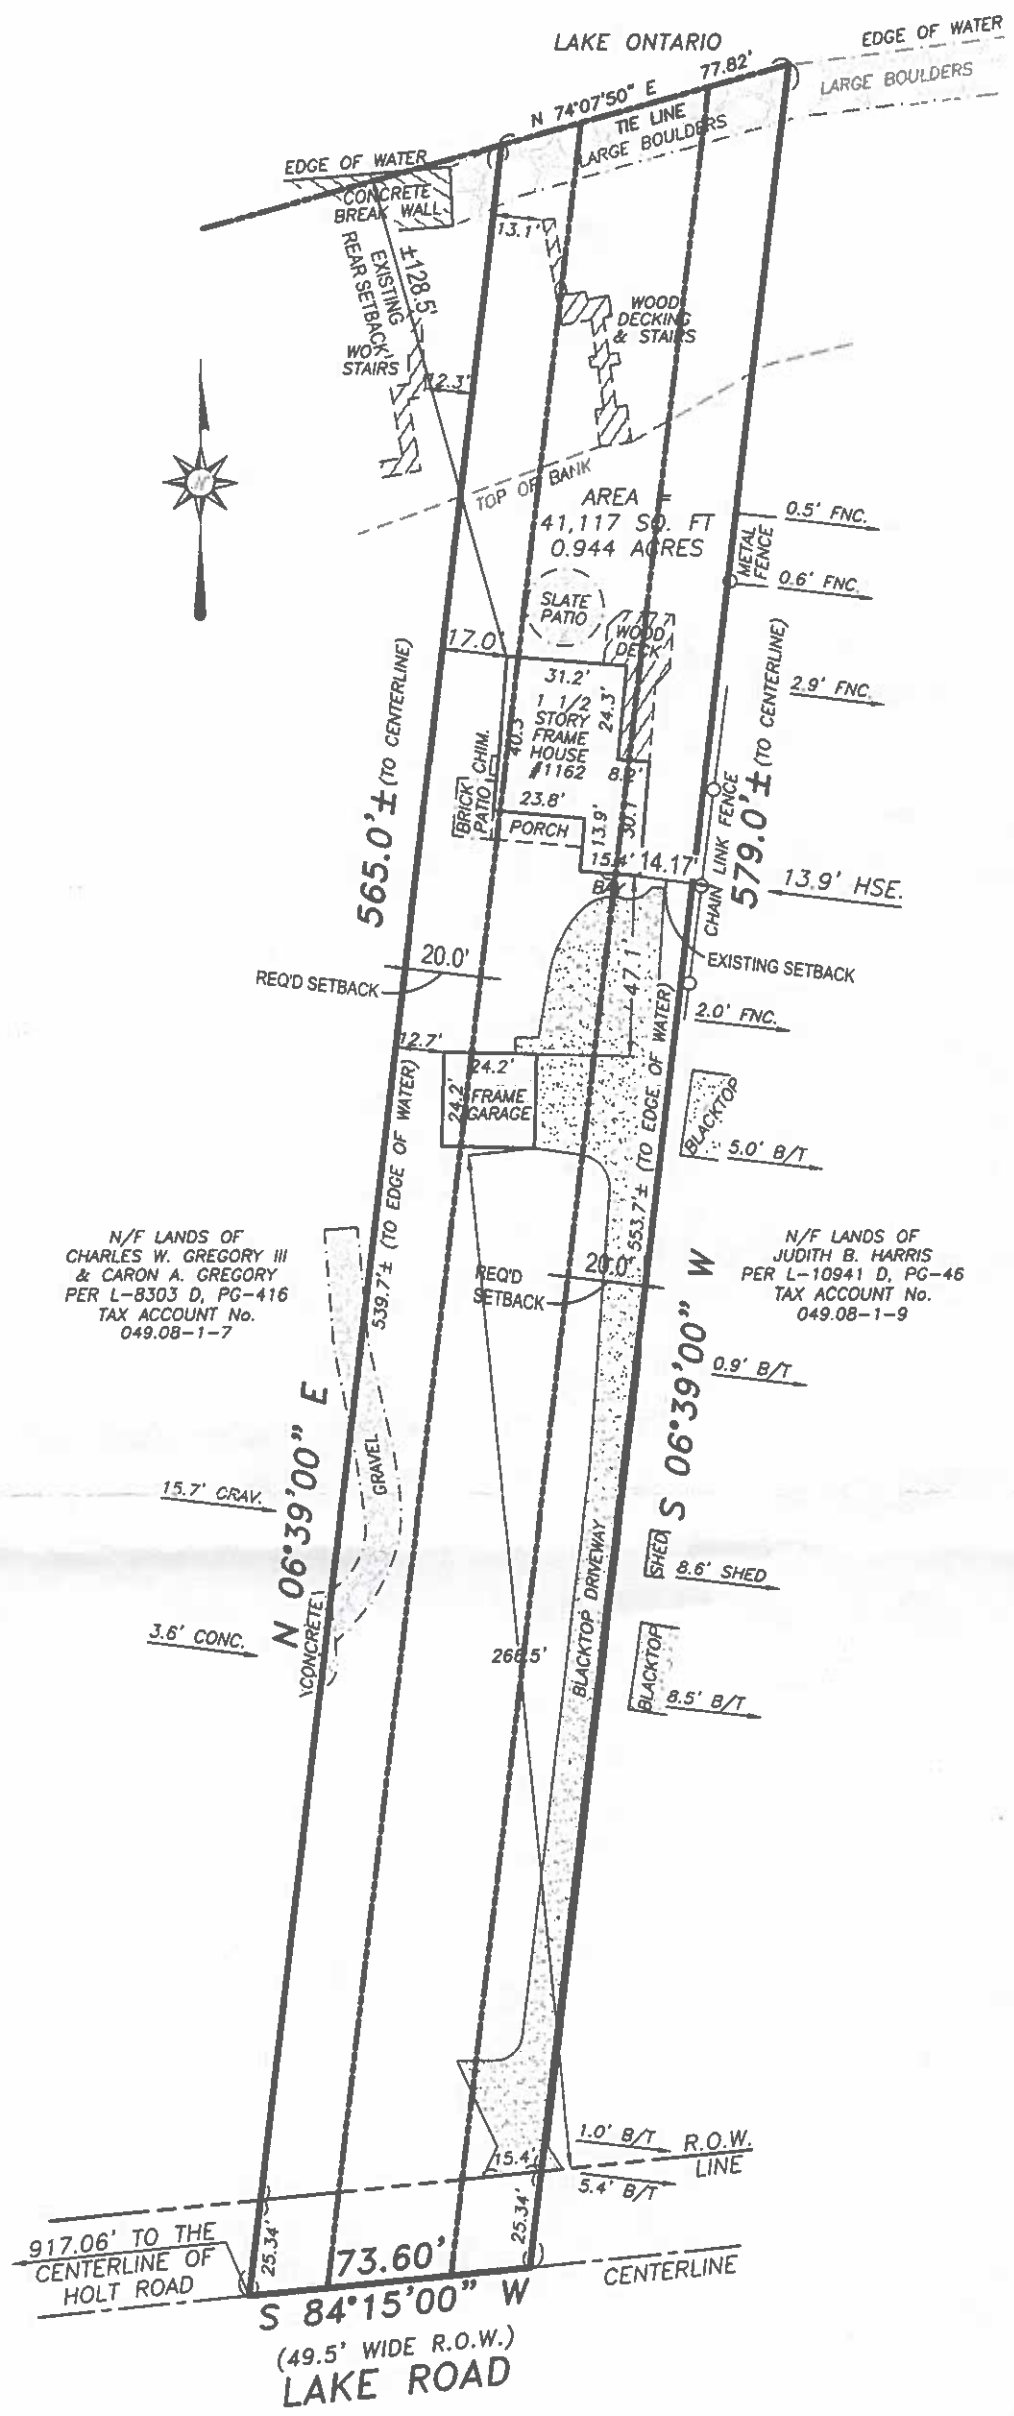 LAKE ONTARIO
EDGE OF WATER
LARGE BOULDERS
77.82'
N 74°07'50" E
TIE LINE
LARGE BOULDERS
EDGE OF WATER
CONCRETE
BREAK WALL
13.1'
±128.5'
EXISTING
REAR SETBACK
WOOD
DECKING
& STAIRS
STAIRS
12.3'
N
TOP OF BANK
AREA =
41,117 SQ. FT
0.944 ACRES
0.5' FNC.
METAL
FENCE
0.6' FNC.
SLATE
PATIO
WOOD
DECK
17.0'
31.2'
2.9' FNC.
1 1/2
STORY
FRAME
HOUSE
#1162
24.3'
40.3'
CHIM.
BRICK
PATIO
8.2'
23.8'
PORCH
13.9'
30.1'
15.4'
14.17'
BAY
565.0'± (TO CENTERLINE)
579.0'± (TO CENTERLINE)
CHAIN LINK FENCE
13.9' HSE.
20.0'
REQ'D SETBACK
47.1'
EXISTING SETBACK
2.0' FNC.
12.7'
24.2'
24.2'
FRAME
GARAGE
BLACKTOP
5.0' B/T
539.7'± (TO EDGE OF WATER)
553.7'± (TO EDGE OF WATER)
N/F LANDS OF
CHARLES W. GREGORY III
& CARON A. GREGORY
PER L-8303 D, PG-416
TAX ACCOUNT No.
049.08-1-7
N/F LANDS OF
JUDITH B. HARRIS
PER L-10941 D, PG-46
TAX ACCOUNT No.
049.08-1-9
REQ'D
SETBACK
20.0'
S 06°39'00" W
0.9' B/T
N 06°39'00" E
GRAVEL
15.7' GRAV.
SHED
8.6' SHED
BLACKTOP DRIVEWAY
3.6' CONC.
CONCRETE
268.5'
BLACKTOP
8.5' B/T
1.0' B/T
R.O.W.
LINE
15.4'
5.4' B/T
917.06' TO THE
CENTERLINE OF
HOLT ROAD
25.34'
25.34'
73.60'
CENTERLINE
S 84°15'00" W
(49.5' WIDE R.O.W.)
LAKE ROAD